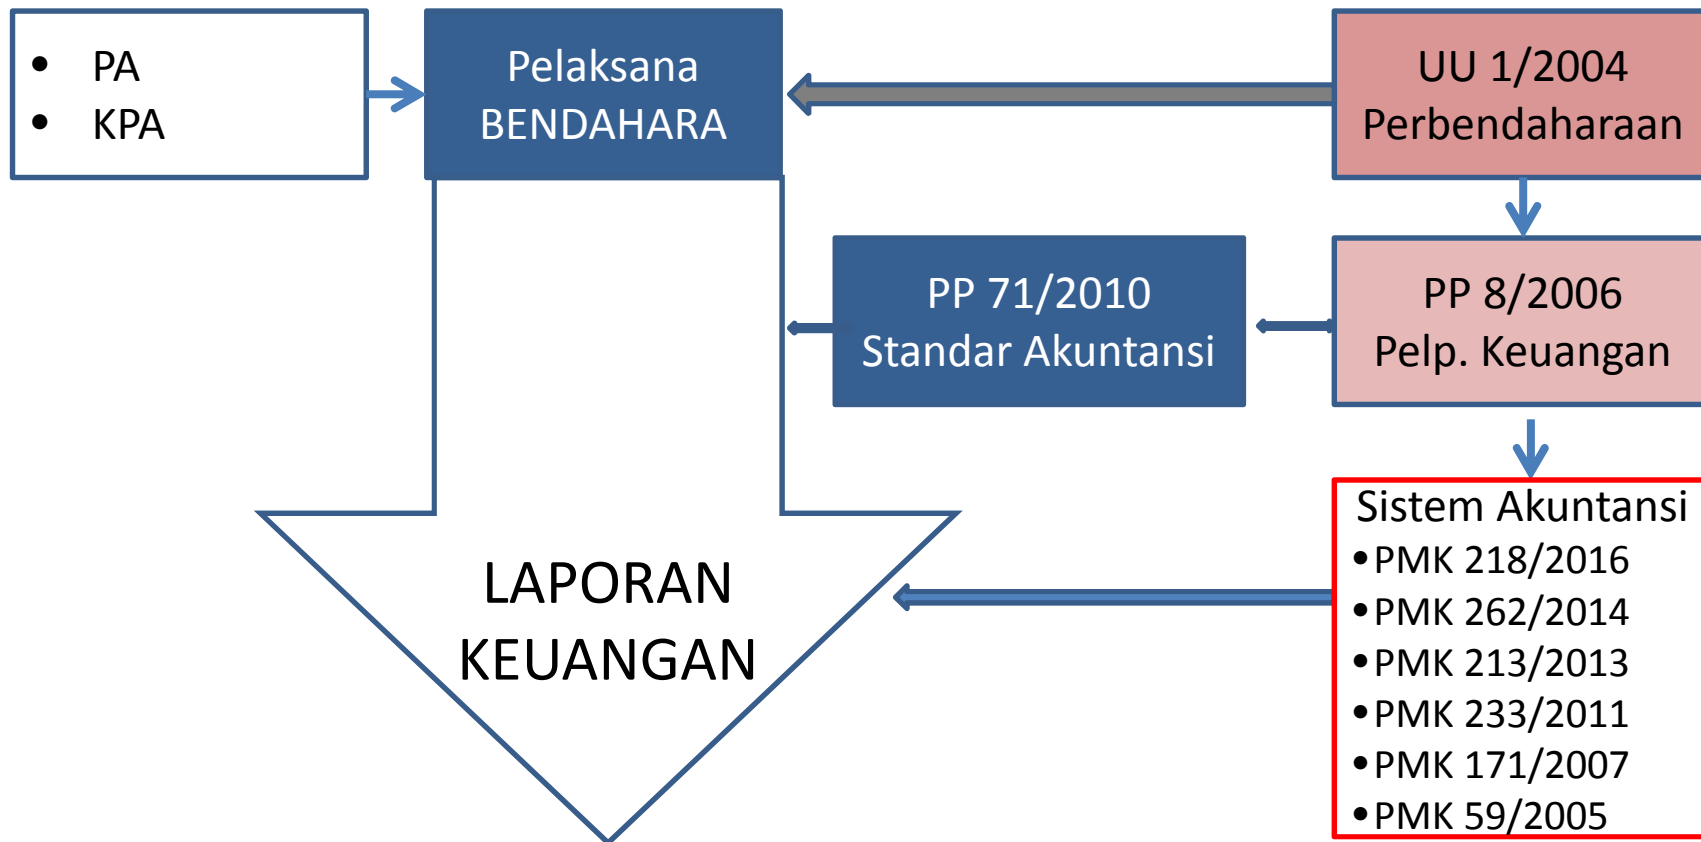 • PA
• KPA
Pelaksana
BENDAHARA
UU 1/2004
Perbendaharaan
PP 71/2010
Standar Akuntansi
PP 8/2006
Pelp. Keuangan
LAPORAN
KEUANGAN
Sistem Akuntansi
•PMK 218/2016
•PMK 262/2014
•PMK 213/2013
•PMK 233/2011
•PMK 171/2007
•PMK 59/2005